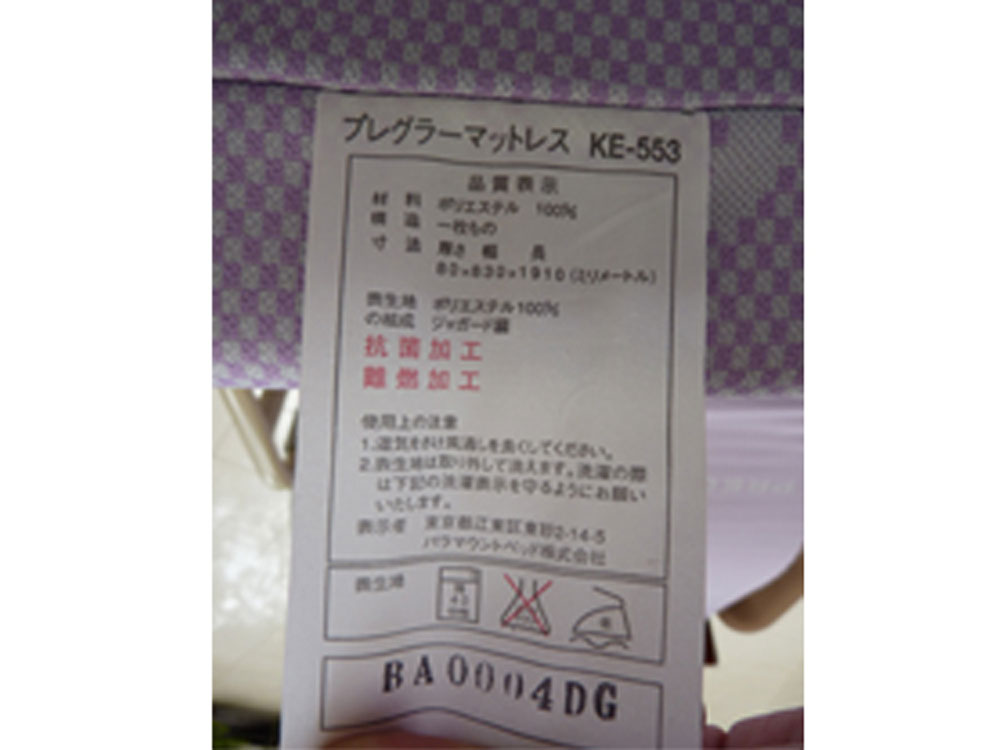 プレグラーマットレス KE-553
品質表示
材料 ポリエステル 100%
構造 一枚もの
寸法 厚さ 幅 長
80×830×1910(ミリメートル)
表生地 ポリエステル100%
の組成 ジャガード編
抗菌加工
難燃加工
使用上の注意
1.湿気をさけ風通しを良くしてください。
2.表生地は取り外して洗えます。洗濯の際
は下記の洗濯表示を守るようにお願い
いたします。
表示者 東京都江東区東砂2-14-5
パラマウントベッド株式会社
表生地
40
BA0004DG